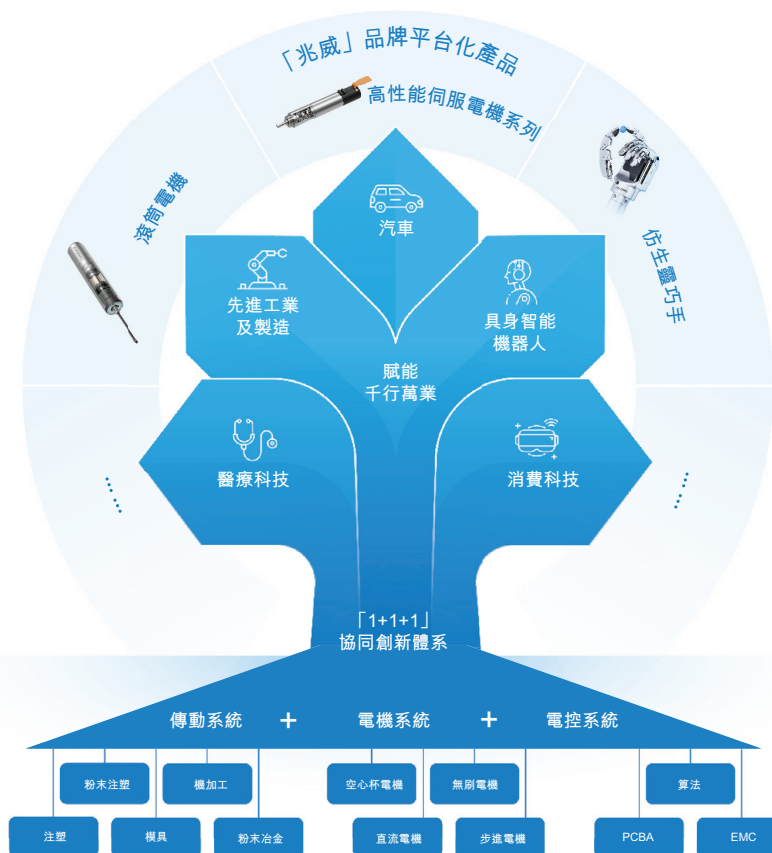 「兆威」品牌平台化產品
高性能伺服電機系列
滾筒電機
仿生靈巧手
汽車
先進工業
及製造
具身智能
機器人
賦能
千行萬業
醫療科技
消費科技
「1+1+1」
協同創新體系
傳動系統 + 電機系統 + 電控系統
粉末注塑
機加工
空心杯電機
無刷電機
算法
注塑
模具
粉末冶金
直流電機
步進電機
PCBA
EMC